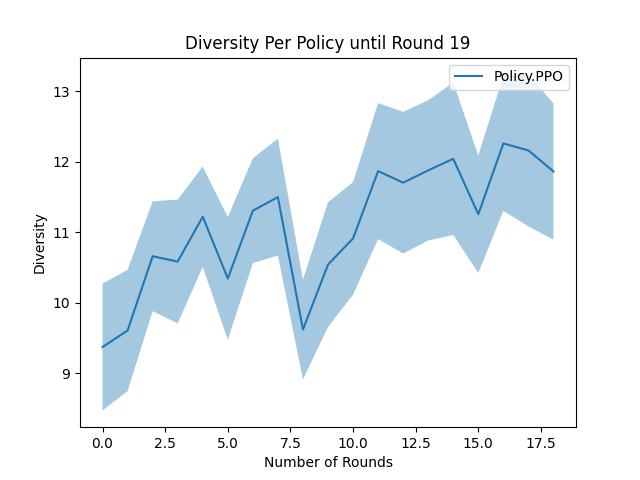 Diversity Per Policy until Round 19
Policy.PPO
13
12
11
10
9
Diversity
0.0 2.5 5.0 7.5 10.0 12.5 15.0 17.5
Number of Rounds